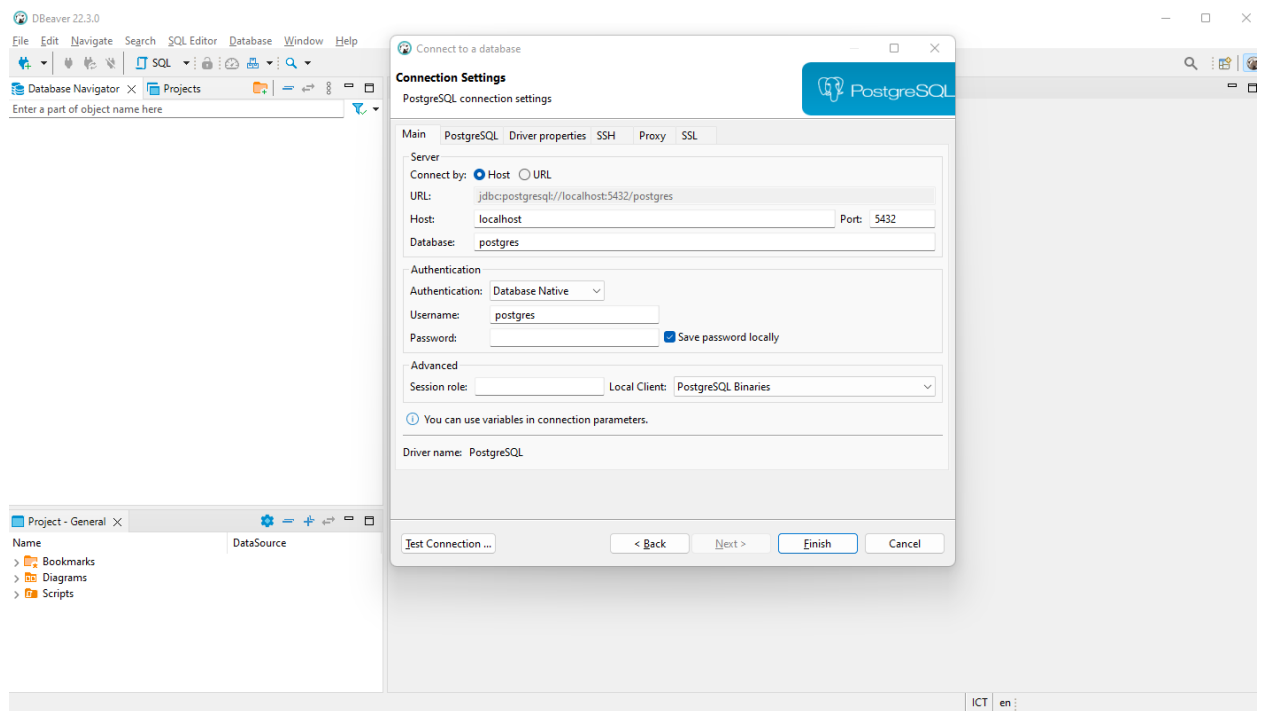 DBeaver 22.3.0
File Edit Navigate Search SQL Editor Database Window Help
SQL
Database Navigator Projects
Enter a part of object name here
Connect to a database
Connection Settings
PostgreSQL connection settings
PostgreSQL
Main PostgreSQL Driver properties SSH Proxy SSL
Server
Connect by: Host URL
URL: jdbc:postgresql://localhost:5432/postgres
Host: localhost Port: 5432
Database: postgres
Authentication
Authentication: Database Native
Username: postgres
Password: Save password locally
Advanced
Session role: Local Client: PostgreSQL Binaries
You can use variables in connection parameters.
Driver name: PostgreSQL
Test Connection ... < Back Next > Finish Cancel
Project - General
Name DataSource
Bookmarks
Diagrams
Scripts
ICT en